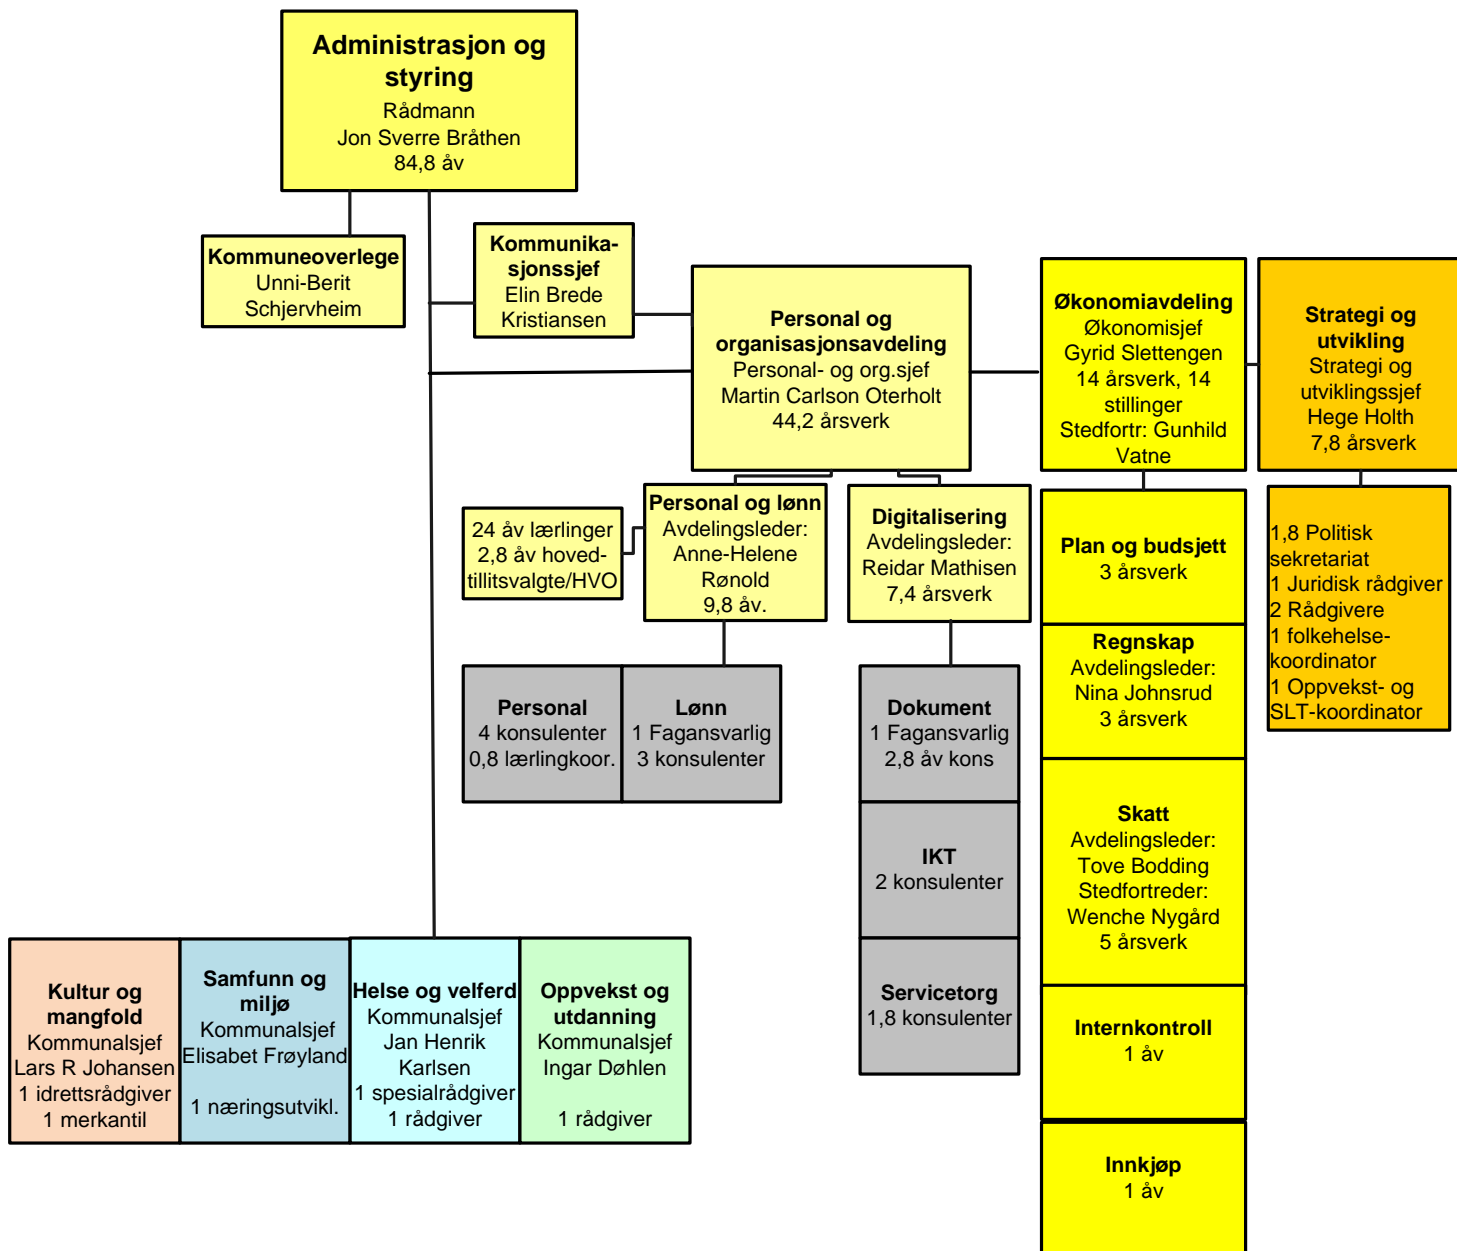 Administrasjon og
styring
Rådmann
Jon Sverre Bråthen
84,8 åv
Kommuneoverlege
Unni-Berit
Schjervheim
Kommunika-
sjonssjef
Elin Brede
Kristiansen
Personal og
organisasjonsavdeling
Personal- og org.sjef
Martin Carlson Oterholt
44,2 årsverk
Økonomiavdeling
Økonomisjef
Gyrid Slettengen
14 årsverk, 14
stillinger
Stedfortr: Gunhild
Vatne
Strategi og
utvikling
Strategi og
utviklingssjef
Hege Holth
7,8 årsverk
24 åv lærlinger
2,8 åv hoved-
tillitsvalgte/HVO
Personal og lønn
Avdelingsleder:
Anne-Helene
Rønold
9,8 åv.
Digitalisering
Avdelingsleder:
Reidar Mathisen
7,4 årsverk
Plan og budsjett
3 årsverk
1,8 Politisk
sekretariat
1 Juridisk rådgiver
2 Rådgivere
1 folkehelse-
koordinator
1 Oppvekst- og
SLT-koordinator
Personal
4 konsulenter
0,8 lærlingkoor.
Lønn
1 Fagansvarlig
3 konsulenter
Dokument
1 Fagansvarlig
2,8 åv kons
Regnskap
Avdelingsleder:
Nina Johnsrud
3 årsverk
IKT
2 konsulenter
Skatt
Avdelingsleder:
Tove Bodding
Stedfortreder:
Wenche Nygård
5 årsverk
Servicetorg
1,8 konsulenter
Internkontroll
1 åv
Innkjøp
1 åv
Kultur og
mangfold
Kommunalsjef
Lars R Johansen
1 idrettsrådgiver
1 merkantil
Samfunn og
miljø
Kommunalsjef
Elisabet Frøyland
1 næringsutvikl.
Helse og velferd
Kommunalsjef
Jan Henrik
Karlsen
1 spesialrådgiver
1 rådgiver
Oppvekst og
utdanning
Kommunalsjef
Ingar Døhlen
1 rådgiver